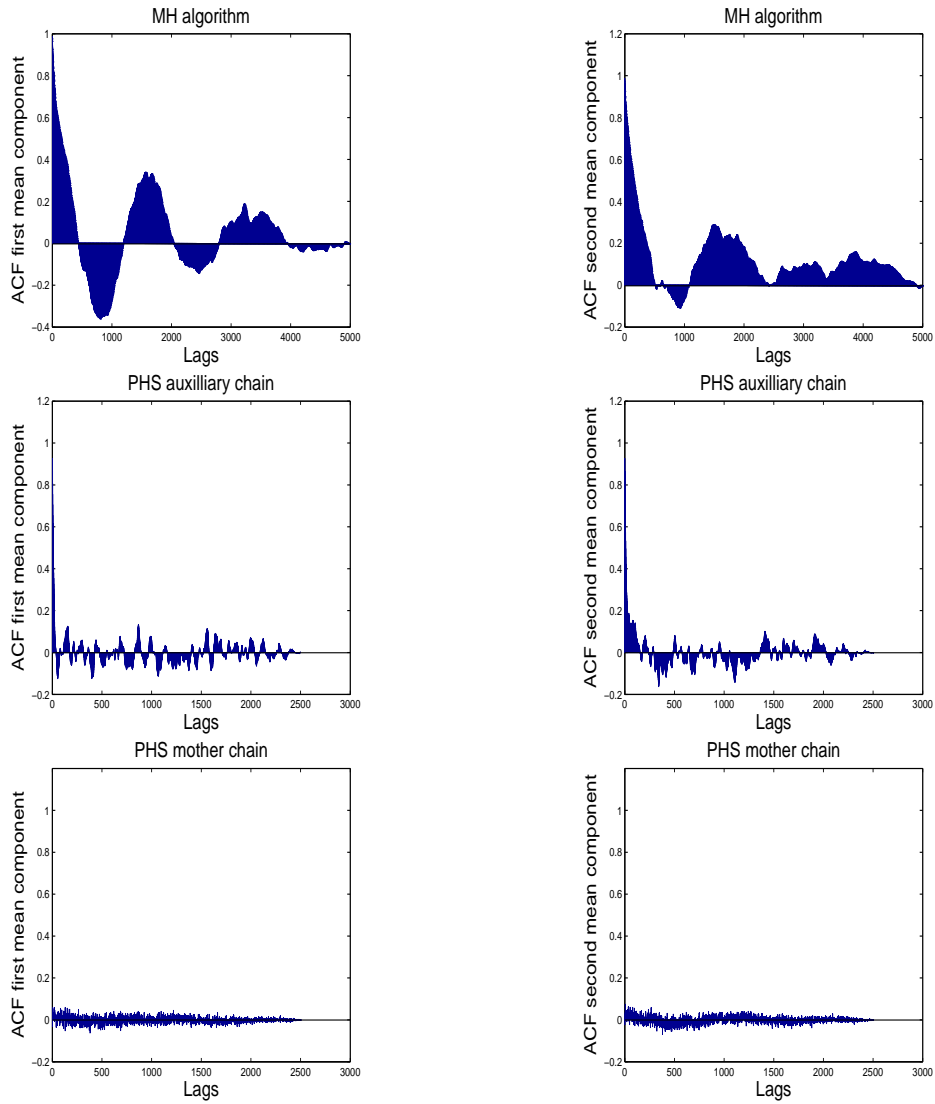 MH algorithm
ACF first mean component
1
0.8
0.6
0.4
0.2
0
−0.2
−0.4
0 1000 2000 3000 4000 5000
Lags
MH algorithm
ACF second mean component
1.2
1
0.8
0.6
0.4
0.2
0
−0.2
0 1000 2000 3000 4000 5000
Lags
PHS auxilliary chain
ACF first mean component
1.2
1
0.8
0.6
0.4
0.2
0
−0.2
0 500 1000 1500 2000 2500 3000
Lags
PHS auxilliary chain
ACF second mean component
1.2
1
0.8
0.6
0.4
0.2
0
−0.2
0 500 1000 1500 2000 2500 3000
Lags
PHS mother chain
ACF first mean component
1
0.8
0.6
0.4
0.2
0
−0.2
0 500 1000 1500 2000 2500 3000
Lags
PHS mother chain
ACF second mean component
1
0.8
0.6
0.4
0.2
0
−0.2
0 500 1000 1500 2000 2500 3000
Lags